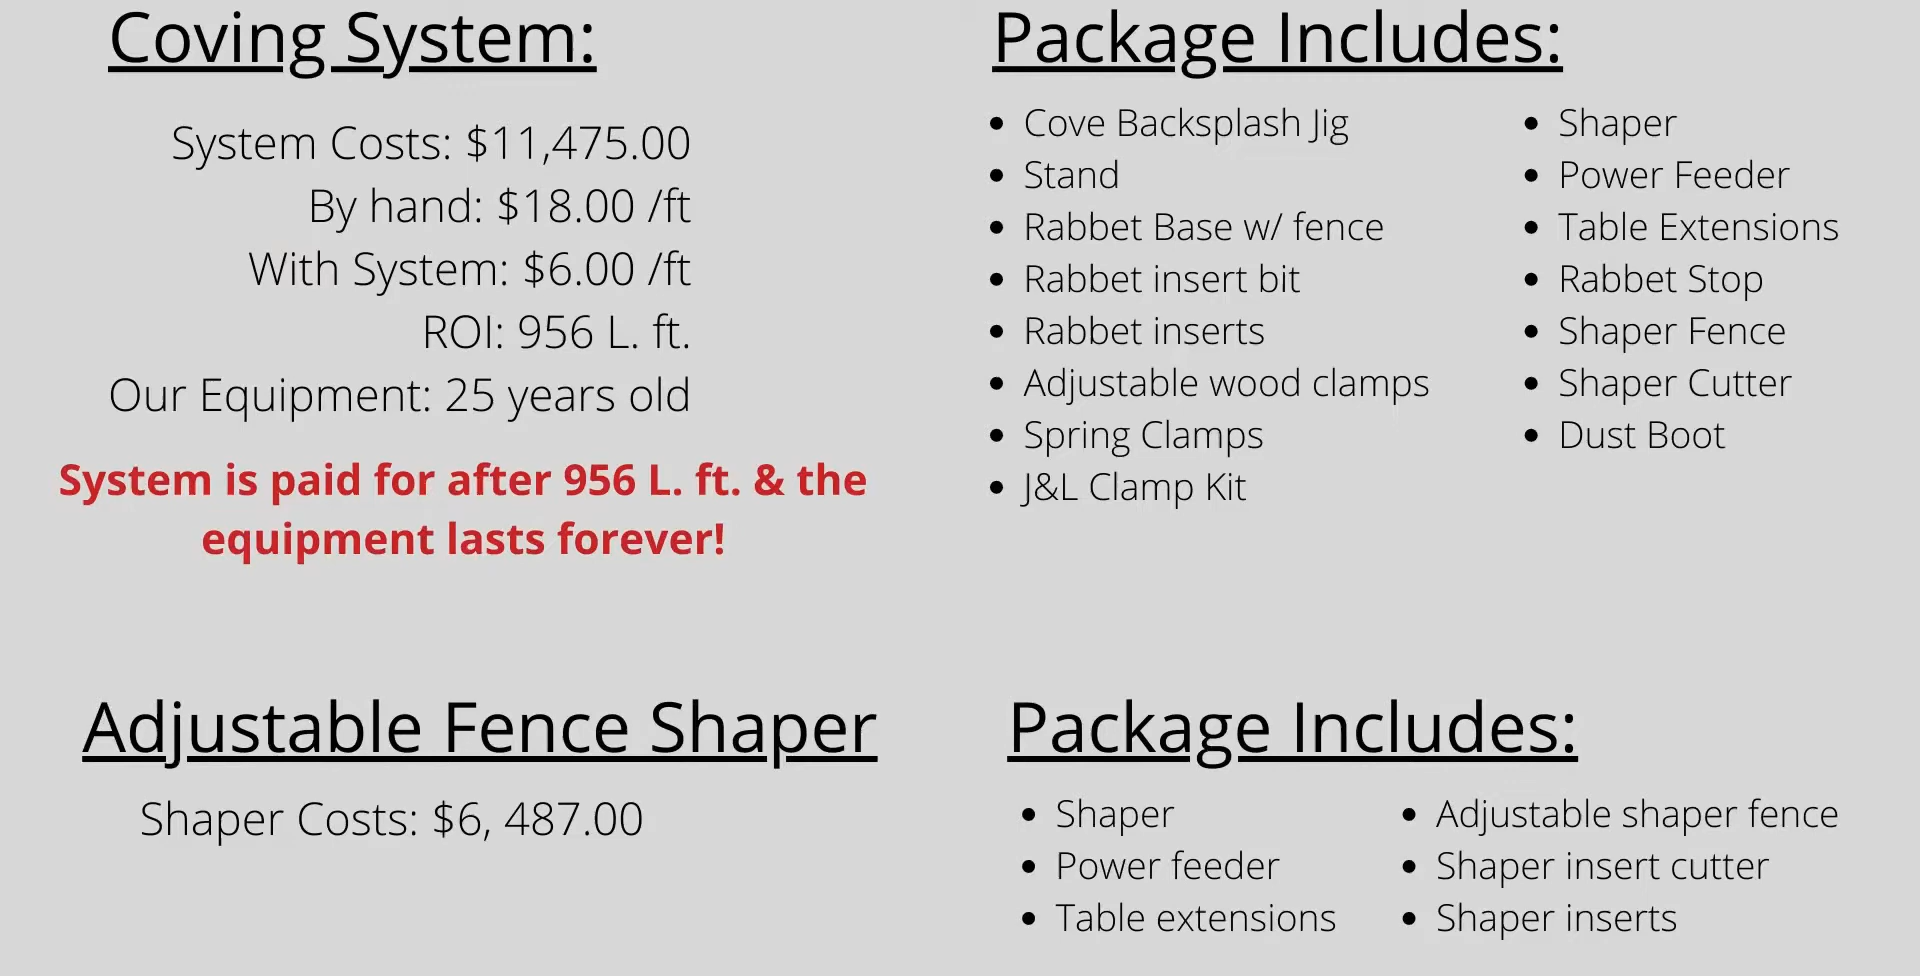 Coving System:
System Costs: $11,475.00
By hand: $18.00 /ft
With System: $6.00 /ft
ROI: 956 L. ft.
Our Equipment: 25 years old
System is paid for after 956 L. ft. & the
equipment lasts forever!
Package Includes:
• Cove Backsplash Jig
• Stand
• Rabbet Base w/ fence
• Rabbet insert bit
• Rabbet inserts
• Adjustable wood clamps
• Spring Clamps
• J&L Clamp Kit
• Shaper
• Power Feeder
• Table Extensions
• Rabbet Stop
• Shaper Fence
• Shaper Cutter
• Dust Boot
Adjustable Fence Shaper
Shaper Costs: $6, 487.00
Package Includes:
• Shaper
• Power feeder
• Table extensions
• Adjustable shaper fence
• Shaper insert cutter
• Shaper inserts